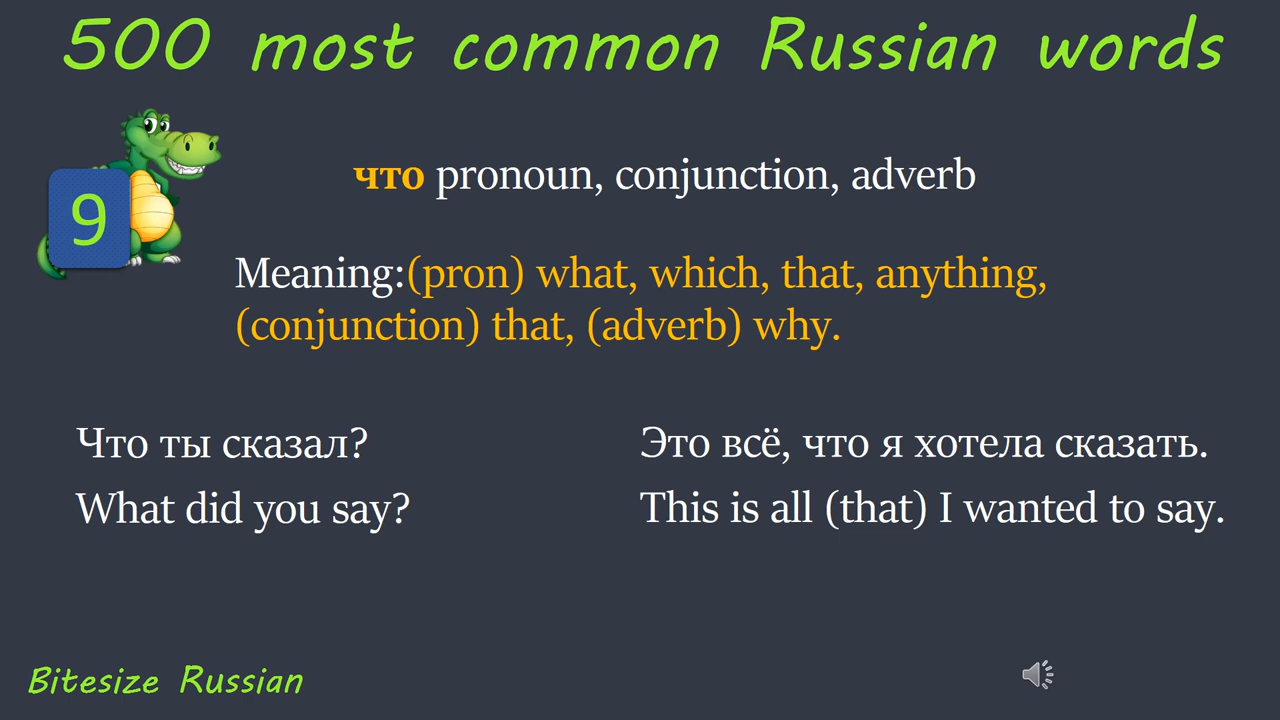 500 most common Russian words
9
что pronoun, conjunction, adverb
Meaning:(pron) what, which, that, anything,
(conjunction) that, (adverb) why.
Что ты сказал?
What did you say?
Это всё, что я хотела сказать.
This is all (that) I wanted to say.
Bitesize Russian